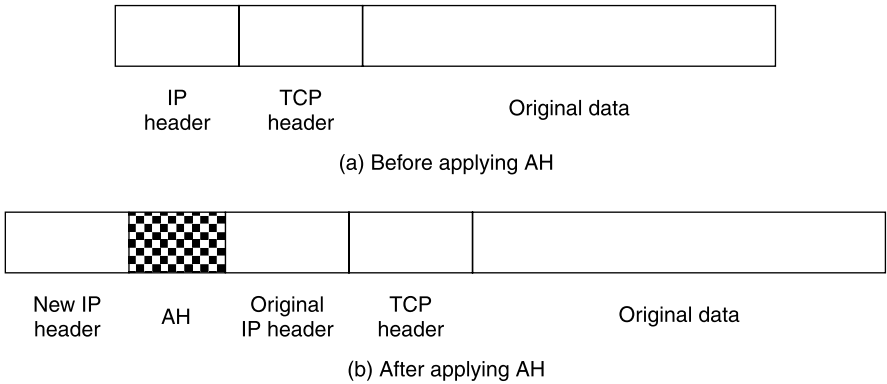 IP
header
TCP
header
Original data
(a) Before applying AH
New IP
header
AH
Original
IP header
TCP
header
Original data
(b) After applying AH